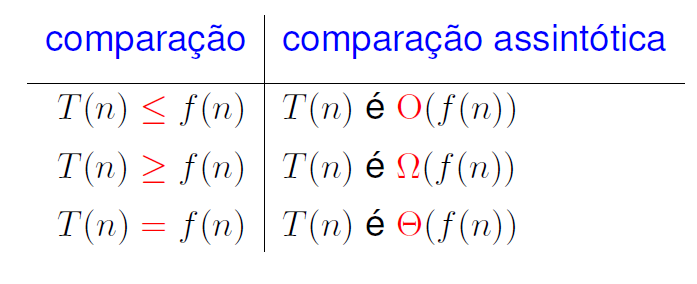 comparação comparação assintótica
T(n) ≤ f(n) T(n) é O(f(n))
T(n) ≥ f(n) T(n) é Ω(f(n))
T(n) = f(n) T(n) é Θ(f(n))